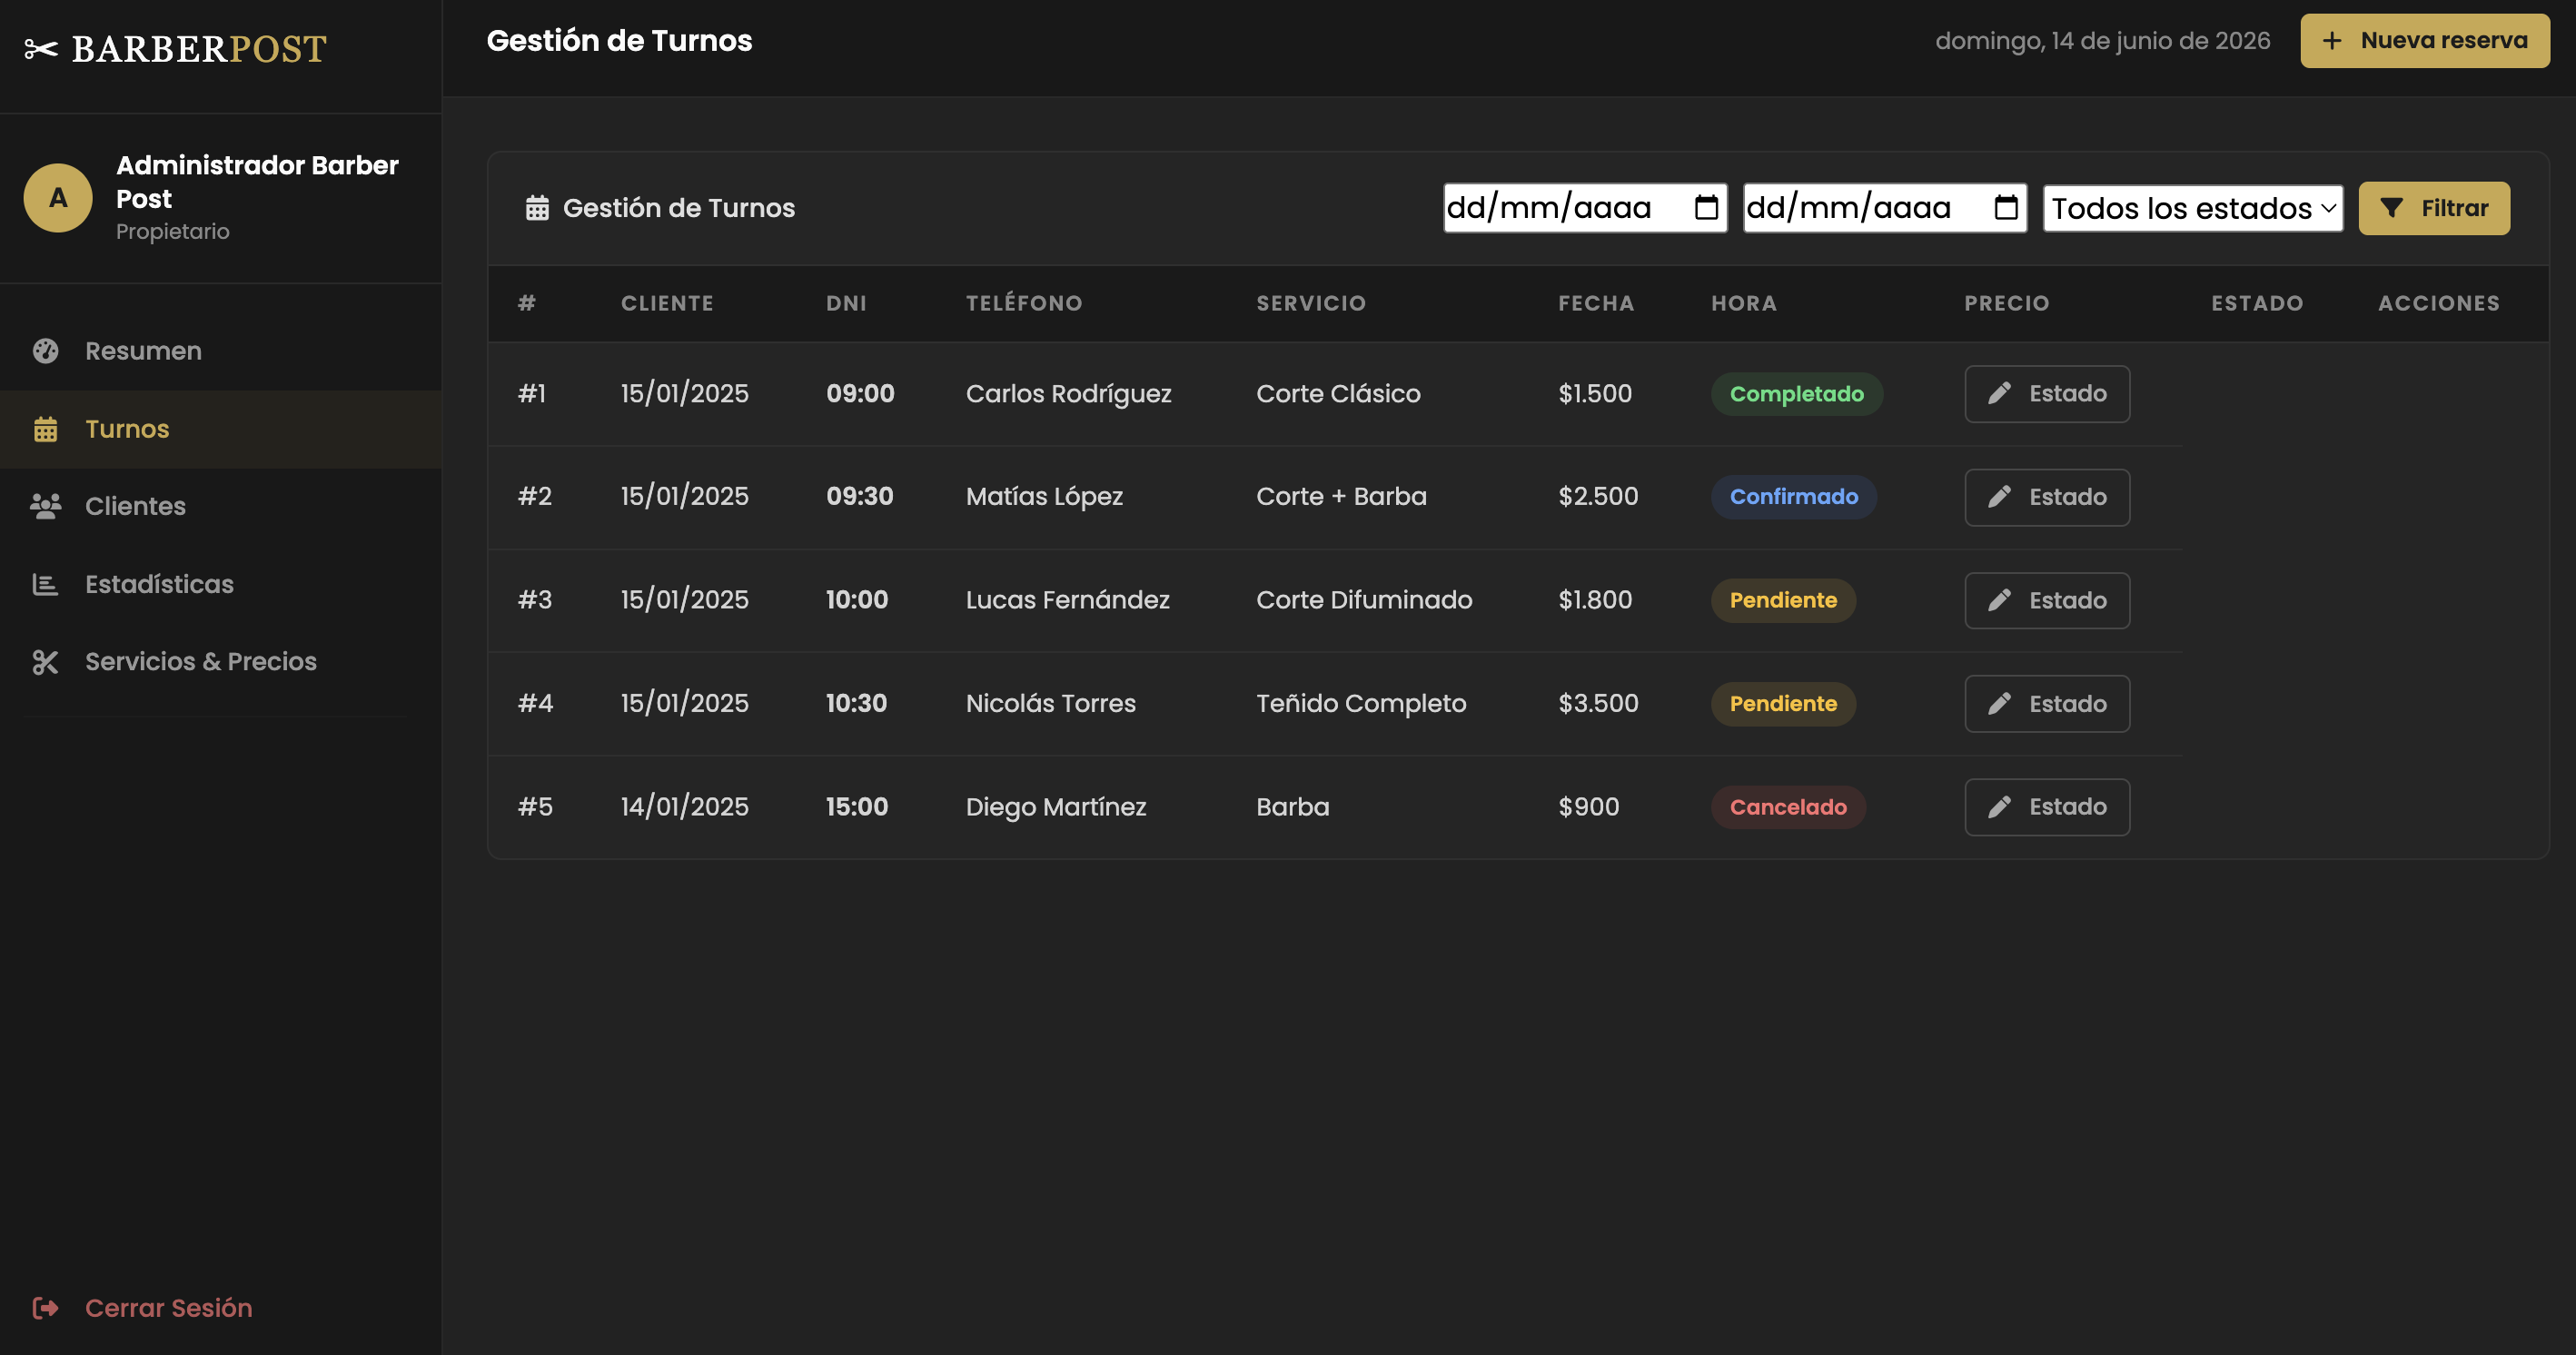 BARBERPOST
Administrador Barber
Post
Propietario
A
Resumen
Turnos
Clientes
Estadísticas
Servicios & Precios
Cerrar Sesión
Gestión de Turnos
domingo, 14 de junio de 2026
+ Nueva reserva
Gestión de Turnos
dd/mm/aaaa
dd/mm/aaaa
Todos los estados
Filtrar
# CLIENTE DNI TELÉFONO SERVICIO FECHA HORA PRECIO ESTADO ACCIONES
#1 15/01/2025 09:00 Carlos Rodríguez Corte Clásico $1.500 Completado Estado
#2 15/01/2025 09:30 Matías López Corte + Barba $2.500 Confirmado Estado
#3 15/01/2025 10:00 Lucas Fernández Corte Difuminado $1.800 Pendiente Estado
#4 15/01/2025 10:30 Nicolás Torres Teñido Completo $3.500 Pendiente Estado
#5 14/01/2025 15:00 Diego Martínez Barba $900 Cancelado Estado